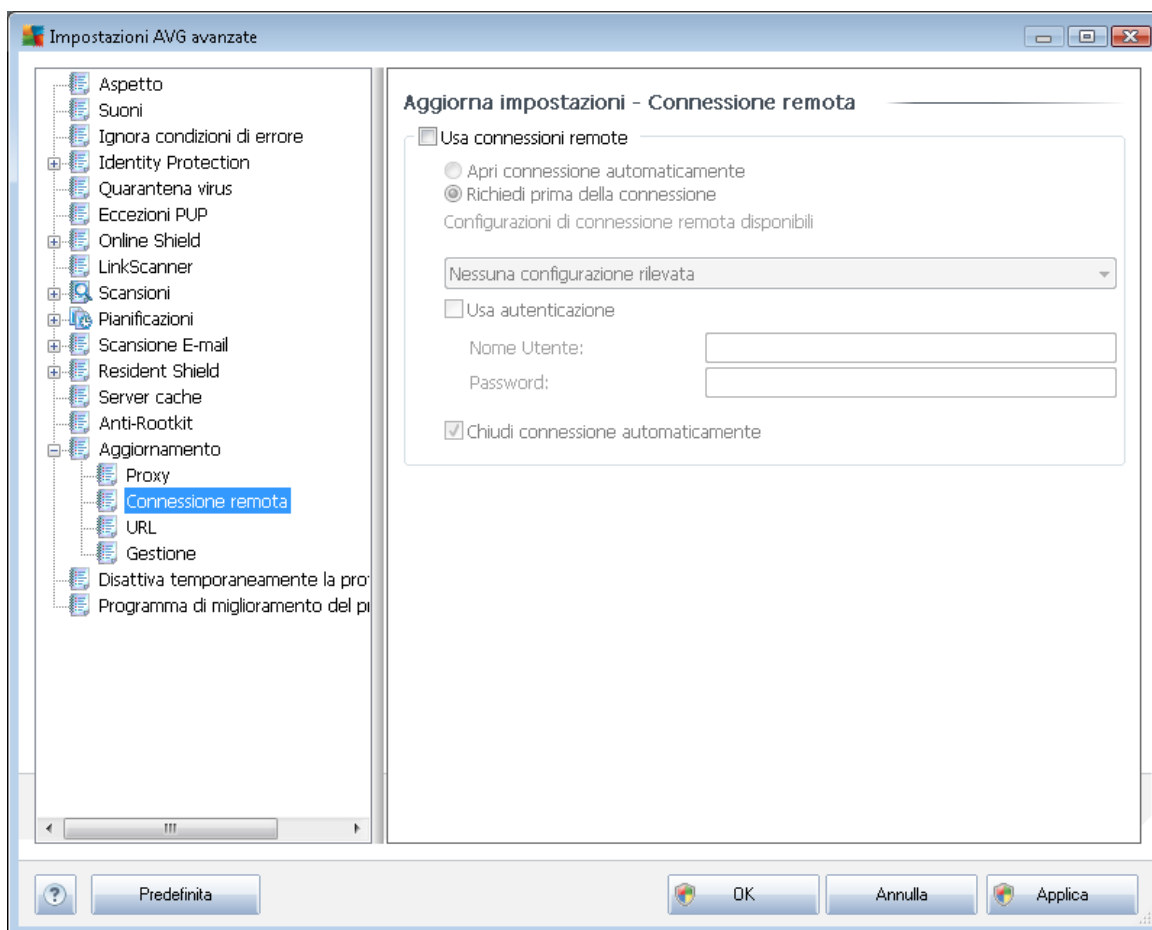 Impostazioni AVG avanzate
Aspetto
Suoni
Ignora condizioni di errore
Identity Protection
Quarantena virus
Eccezioni PUP
Online Shield
LinkScanner
Scansioni
Pianificazioni
Scansione E-mail
Resident Shield
Server cache
Anti-Rootkit
Aggiornamento
Proxy
Connessione remota
URL
Gestione
Disattiva temporaneamente la pro
Programma di miglioramento del
Aggiorna impostazioni - Connessione remota
Usa connessioni remote
Apri connessione automaticamente
Richiedi prima della connessione
Configurazioni di connessione remota disponibili
Nessuna configurazione rilevata
Usa autenticazione
Nome Utente:
Password:
Chiudi connessione automaticamente
?
Predefinita
OK
Annulla
Applica